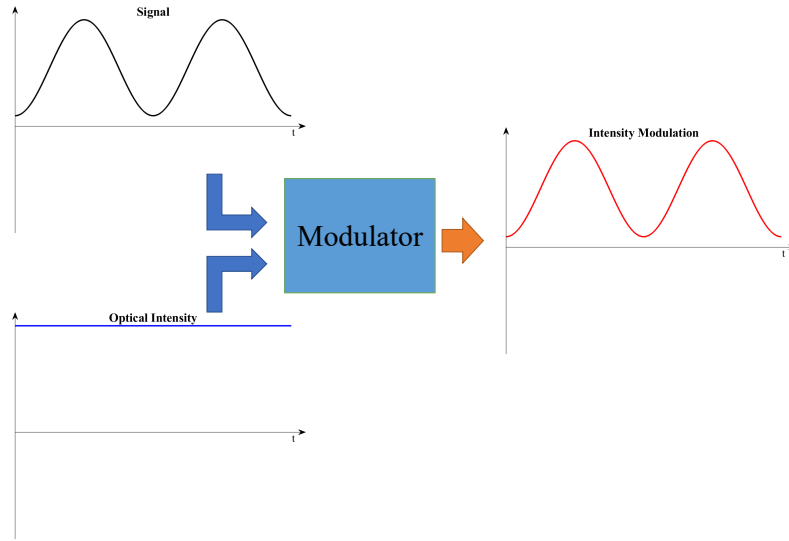 Signal
t
Modulator
Intensity Modulation
t
Optical Intensity
t